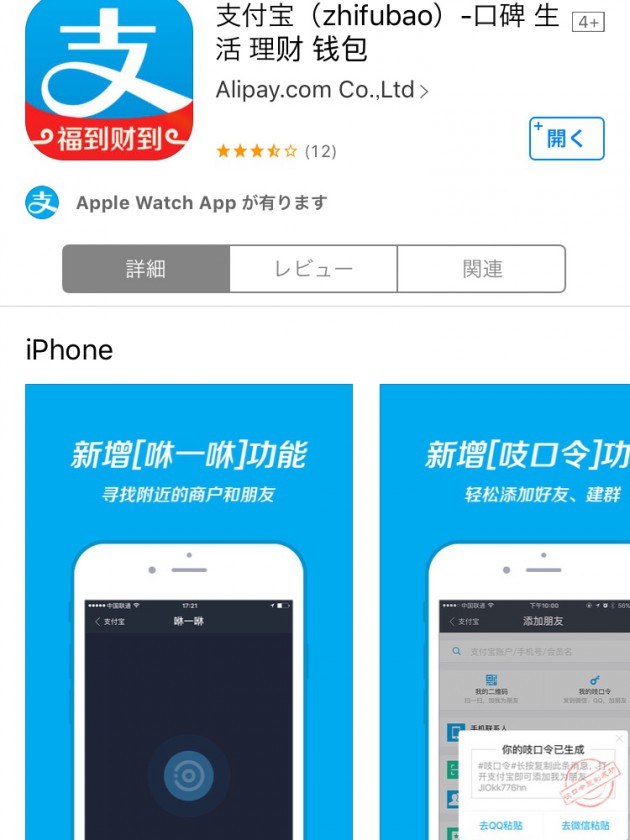 支付宝（zhifubao）-口碑 生
活 理财 钱包
4+
Alipay.com Co.,Ltd
(12)
開く
支
福到财到
支
Apple Watch App が有ります
詳細
レビュー
関連
iPhone
新增[咻一咻]功能
寻找附近的商户和朋友
中国联通
17:21
支付宝
咻一咻
新增[吱口令]功
轻松添加好友、建群
中国联通
下午10:00
56%
支付宝
添加朋友
支付宝账户/手机号/会员名
我的二维码
我的吱口令
扫一扫，加我为朋友
手机联系人
你的吱口令已生成
#吱口令#长按复制此条消息，打
开支付宝即可添加我为朋友
JIOkk776hn
去QQ粘贴
去微信粘贴